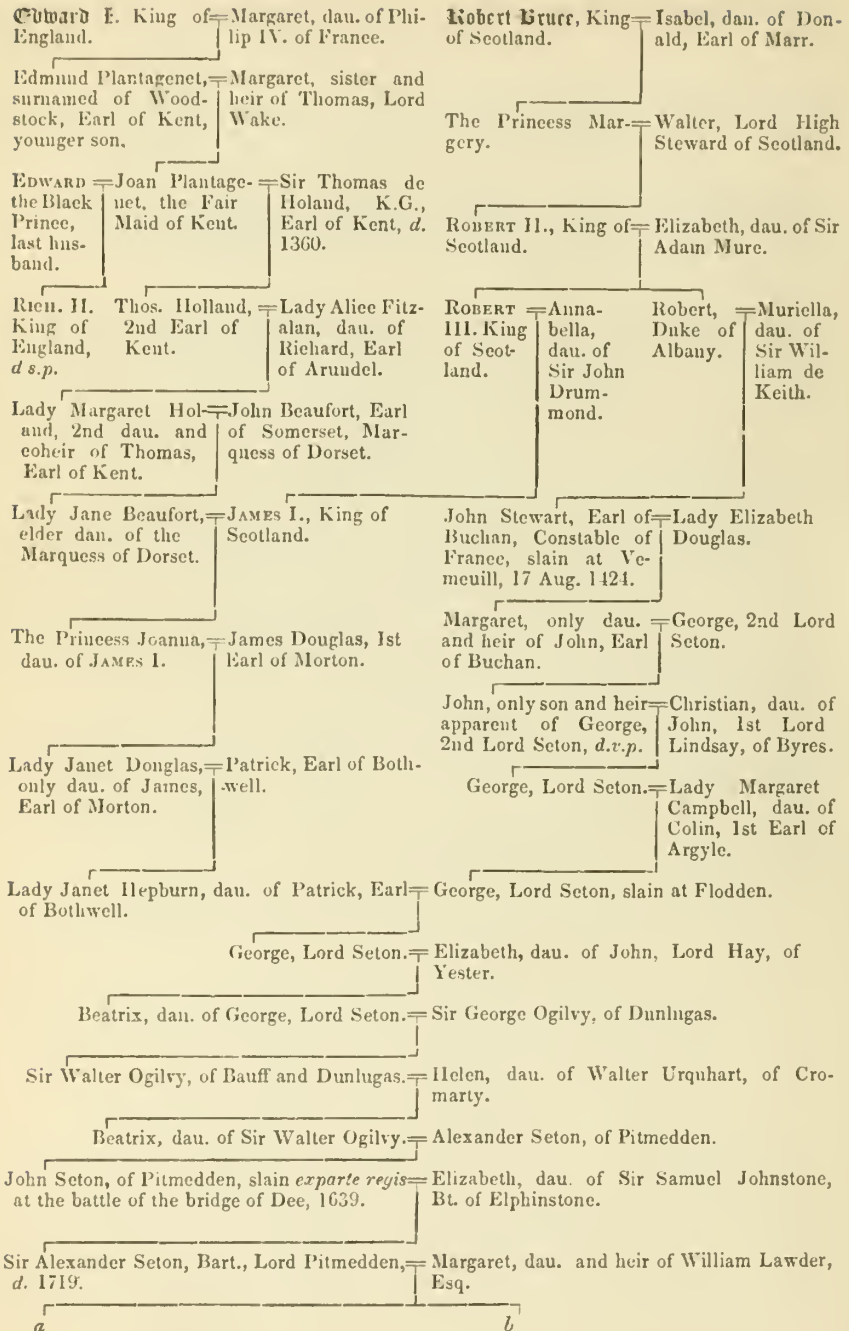 Edward I. King of England.
Margaret, dau. of Philip IV. of France.
Robert Bruce, King of Scotland.
Isabel, dau. of Donald, Earl of Marr.
Edmund Plantagenet, surnamed of Woodstock, Earl of Kent, younger son.
Margaret, sister and heir of Thomas, Lord Wake.
The Princess Margery.
Walter, Lord High Steward of Scotland.
EDWARD the Black Prince, last husband.
Joan Plantagenet, the Fair Maid of Kent.
Sir Thomas de Holand, K.G., Earl of Kent, d. 1360.
ROBERT II., King of Scotland.
Elizabeth, dau. of Sir Adam Mure.
RICH. II. King of England, d s.p.
Thos. Holland, 2nd Earl of Kent.
Lady Alice Fitzalan, dau. of Richard, Earl of Arundel.
ROBERT III. King of Scotland.
Annabella, dau. of Sir John Drummond.
Robert, Duke of Albany.
Muriella, dau. of Sir William de Keith.
Lady Margaret Holand, 2nd dau. and coheir of Thomas, Earl of Kent.
John Beaufort, Earl of Somerset, Marquess of Dorset.
Lady Jane Beaufort, elder dau. of the Marquess of Dorset.
JAMES I., King of Scotland.
John Stewart, Earl of Buchan, Constable of France, slain at Vemeuill, 17 Aug. 1424.
Lady Elizabeth Douglas.
The Princess Joanna, dau. of JAMES I.
James Douglas, 1st Earl of Morton.
Margaret, only dau. and heir of John, Earl of Buchan.
George, 2nd Lord Seton.
John, only son and heir apparent of George, 2nd Lord Seton, d.v.p.
Christian, dau. of John, 1st Lord Lindsay, of Byres.
Lady Janet Douglas, only dau. of James, Earl of Morton.
Patrick, Earl of Bothwell.
George, Lord Seton.
Lady Margaret Campbell, dau. of Colin, 1st Earl of Argyle.
Lady Janet Hepburn, dau. of Patrick, Earl of Bothwell.
George, Lord Seton, slain at Flodden.
George, Lord Seton.
Elizabeth, dau. of John, Lord Hay, of Yester.
Beatrix, dau. of George, Lord Seton.
Sir George Ogilvy, of Dunlugas.
Sir Walter Ogilvy, of Bauff and Dunlugas.
Helen, dau. of Walter Urquhart, of Cromarty.
Beatrix, dau. of Sir Walter Ogilvy.
Alexander Seton, of Pitmedden.
John Seton, of Pitmedden, slain exparte regis at the battle of the bridge of Dee, 1639.
Elizabeth, dau. of Sir Samuel Johnstone, Bt. of Elphinstone.
Sir Alexander Seton, Bart., Lord Pitmedden, d. 1719.
Margaret, dau. and heir of William Lawder, Esq.
a b